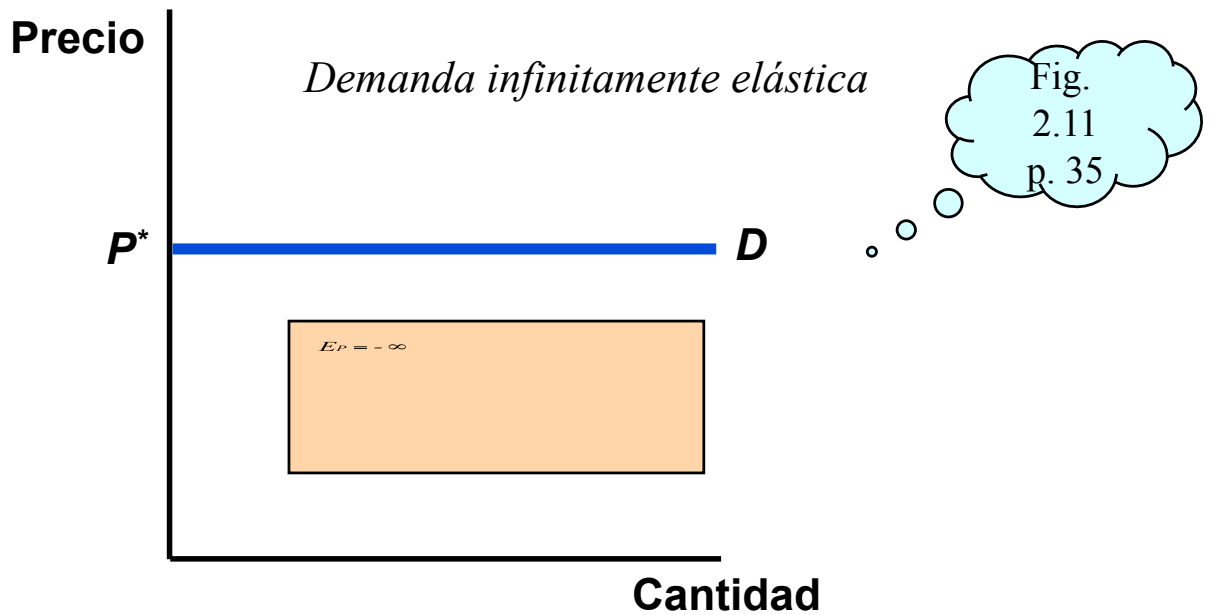 Precio
Demanda infinitamente elástica
Fig.
2.11
p. 35
P*
D
EP = - ∞
Cantidad